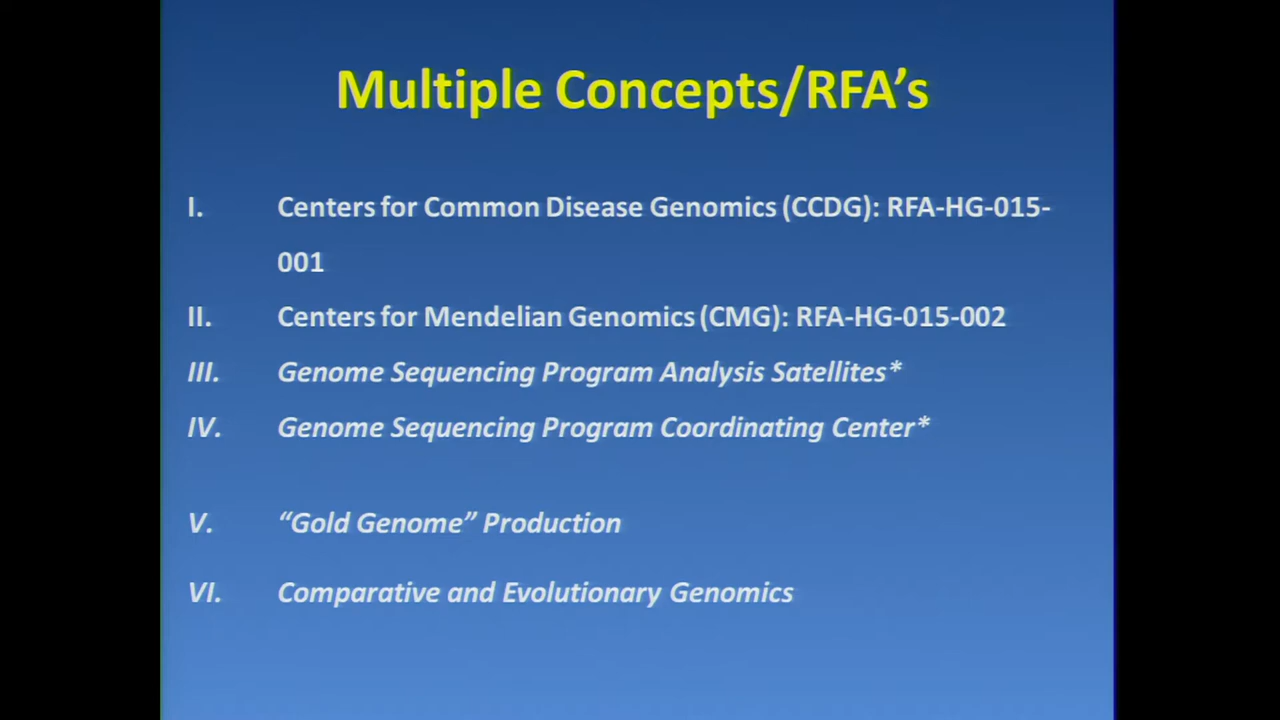 Multiple Concepts/RFA’s
I. Centers for Common Disease Genomics (CCDG): RFA-HG-015-
001
II. Centers for Mendelian Genomics (CMG): RFA-HG-015-002
III. Genome Sequencing Program Analysis Satellites*
IV. Genome Sequencing Program Coordinating Center*
V. “Gold Genome” Production
VI. Comparative and Evolutionary Genomics